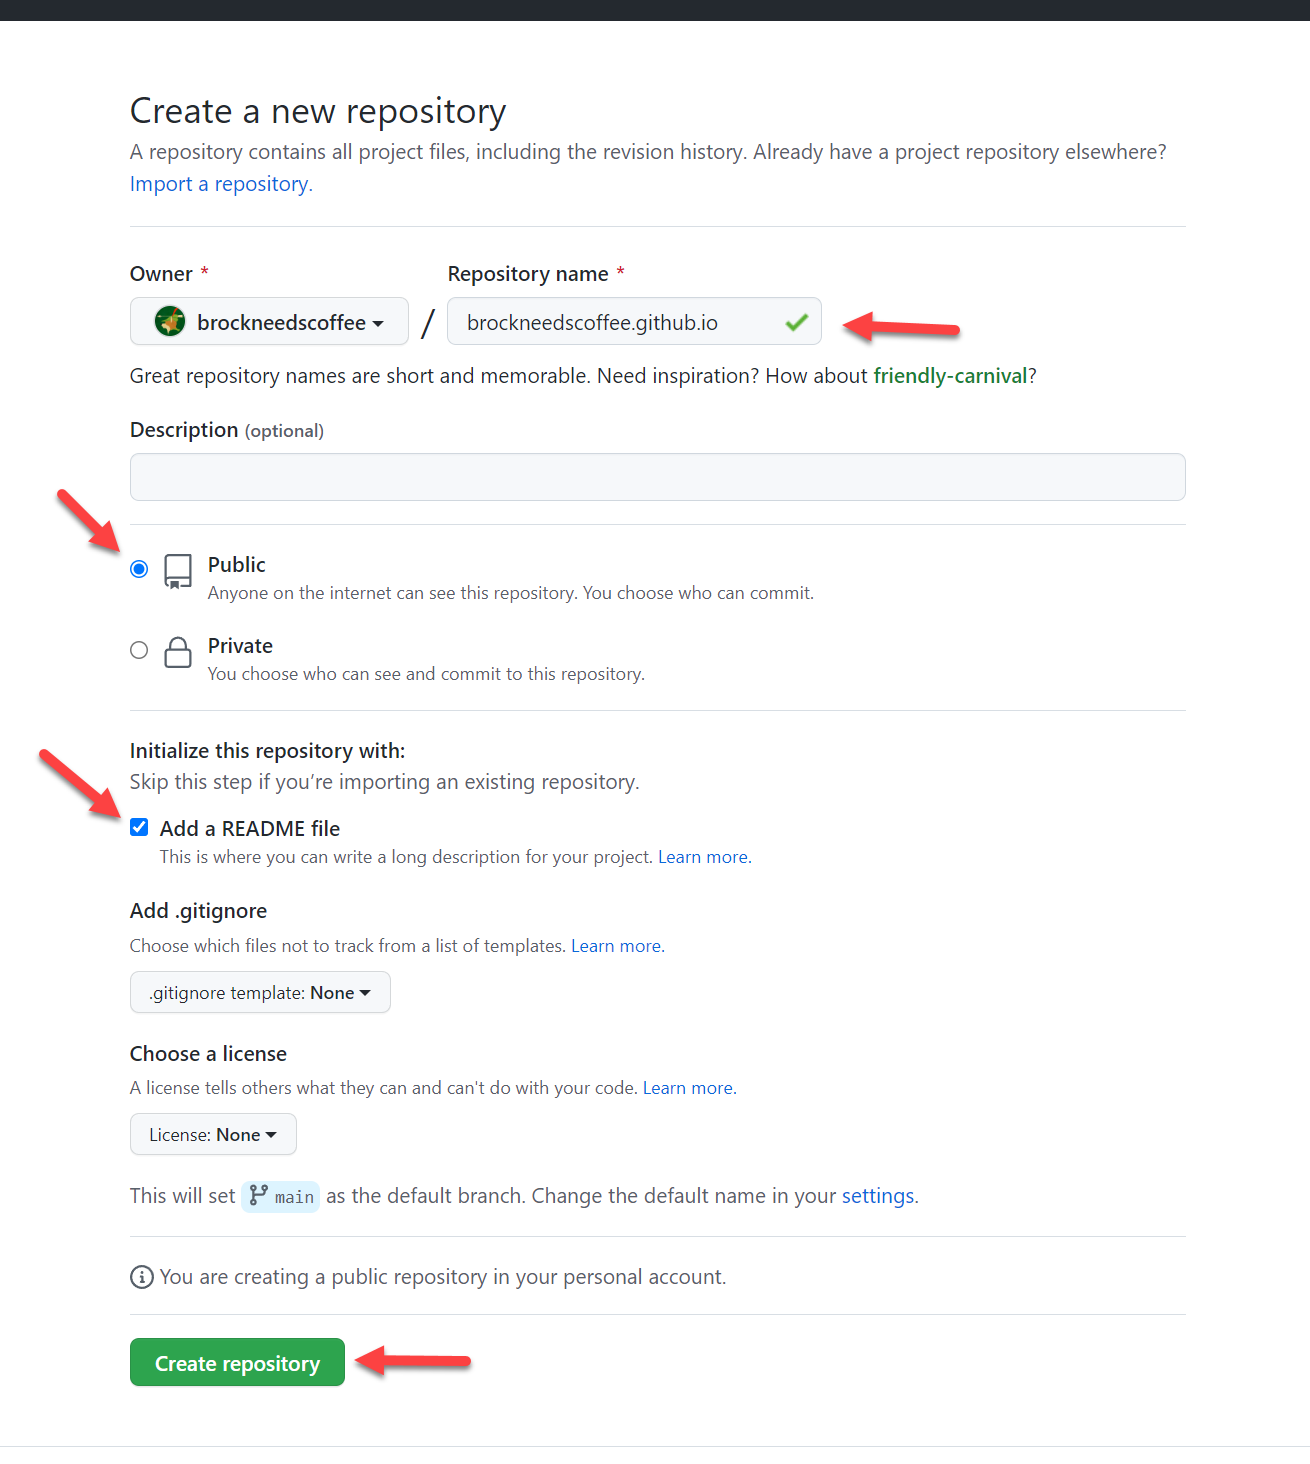 Create a new repository
A repository contains all project files, including the revision history. Already have a project repository elsewhere?
Import a repository.
Owner * Repository name *
brockneedscoffee / brockneedscoffee.github.io
Great repository names are short and memorable. Need inspiration? How about friendly-carnival?
Description (optional)
Public
Anyone on the internet can see this repository. You choose who can commit.
Private
You choose who can see and commit to this repository.
Initialize this repository with:
Skip this step if you’re importing an existing repository.
Add a README file
This is where you can write a long description for your project. Learn more.
Add .gitignore
Choose which files not to track from a list of templates. Learn more.
.gitignore template: None
Choose a license
A license tells others what they can and can't do with your code. Learn more.
License: None
This will set main as the default branch. Change the default name in your settings.
You are creating a public repository in your personal account.
Create repository